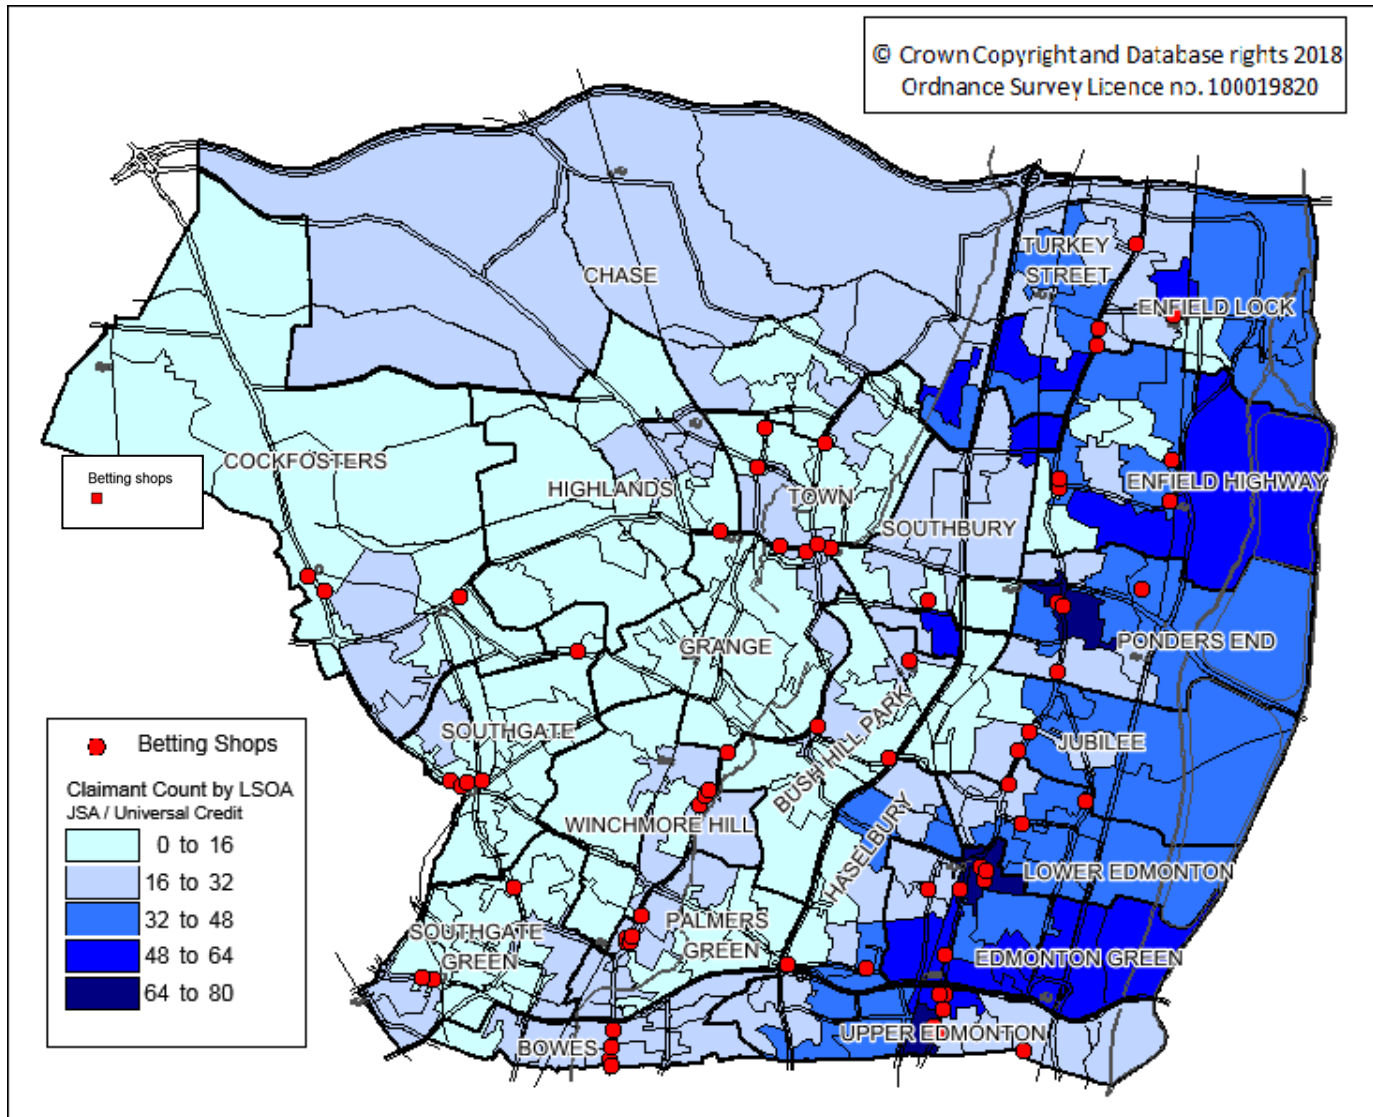 © Crown Copyright and Database rights 2018
Ordnance Survey Licence no. 100019820
TURKEY
STREET
CHASE
ENFIELD LOCK
COCKFOSTERS
HIGHLANDS
TOWN
ENFIELD HIGHWAY
SOUTHBURY
Betting shops
GRANGE
PONDERS END
SOUTHGATE
BUSH HILL PARK
JUBILEE
WINCHMORE HILL
HASELBURY
LOWER EDMONTON
SOUTHGATE
GREEN
PALMERS
GREEN
EDMONTON GREEN
UPPER EDMONTON
BOWES
Betting Shops
Claimant Count by LSOA
JSA / Universal Credit
0 to 16
16 to 32
32 to 48
48 to 64
64 to 80